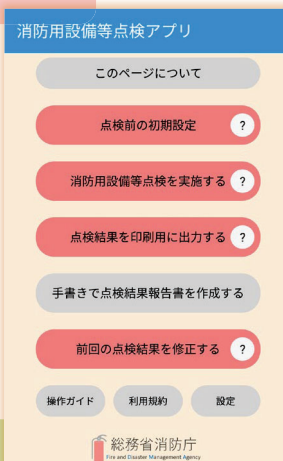 消防用設備等点検アプリ
このページについて
点検前の初期設定 ?
消防用設備等点検を実施する ?
点検結果を印刷用に出力する ?
手書きで点検結果報告書を作成する
前回の点検結果を修正する ?
操作ガイド 利用規約 設定
総務省消防庁
Fire and Disaster Management Agency